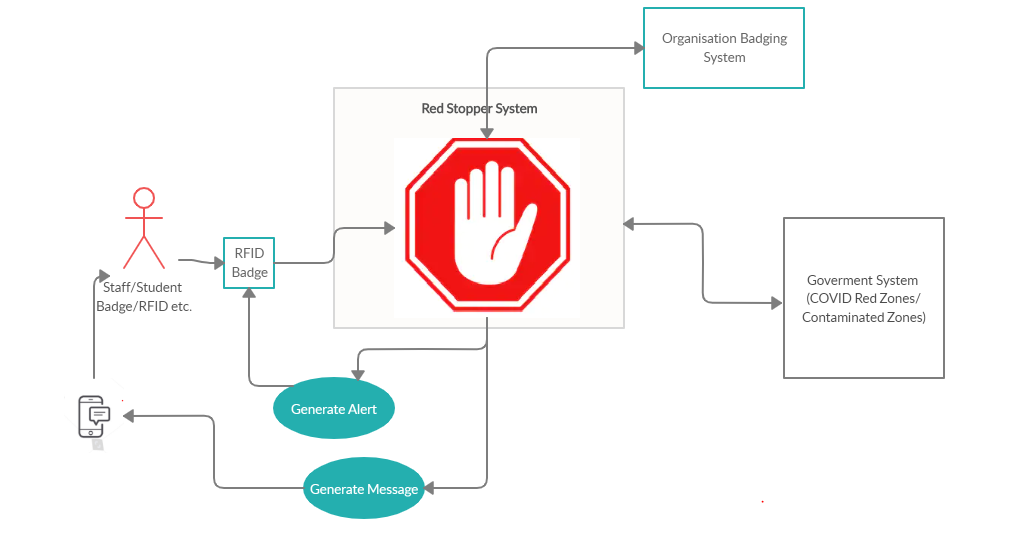 Organisation Badging
System
Red Stopper System
RFID
Badge
Staff/Student
Badge/RFID etc.
Goverment System
(COVID Red Zones/
Contaminated Zones)
Generate Alert
Generate Message